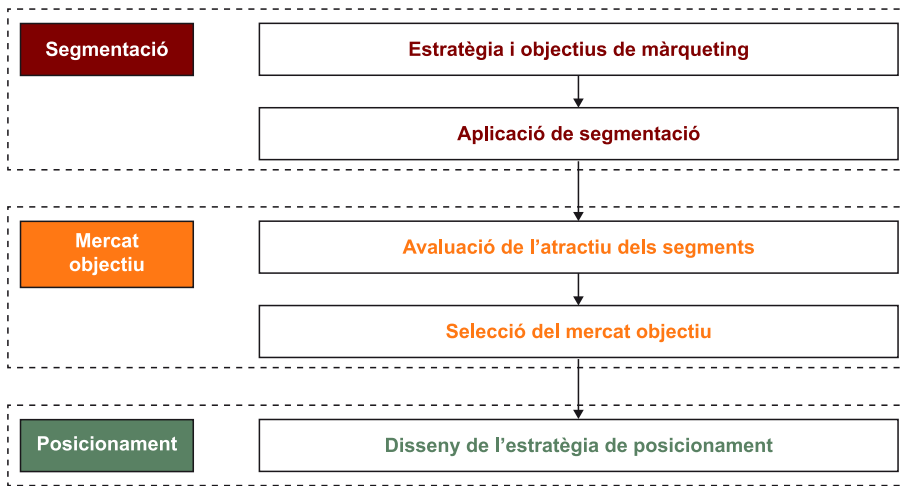 Segmentació
Estratègia i objectius de màrqueting
Aplicació de segmentació
Mercat
objectiu
Avaluació de l’atractiu dels segments
Selecció del mercat objectiu
Posicionament
Disseny de l’estratègia de posicionament